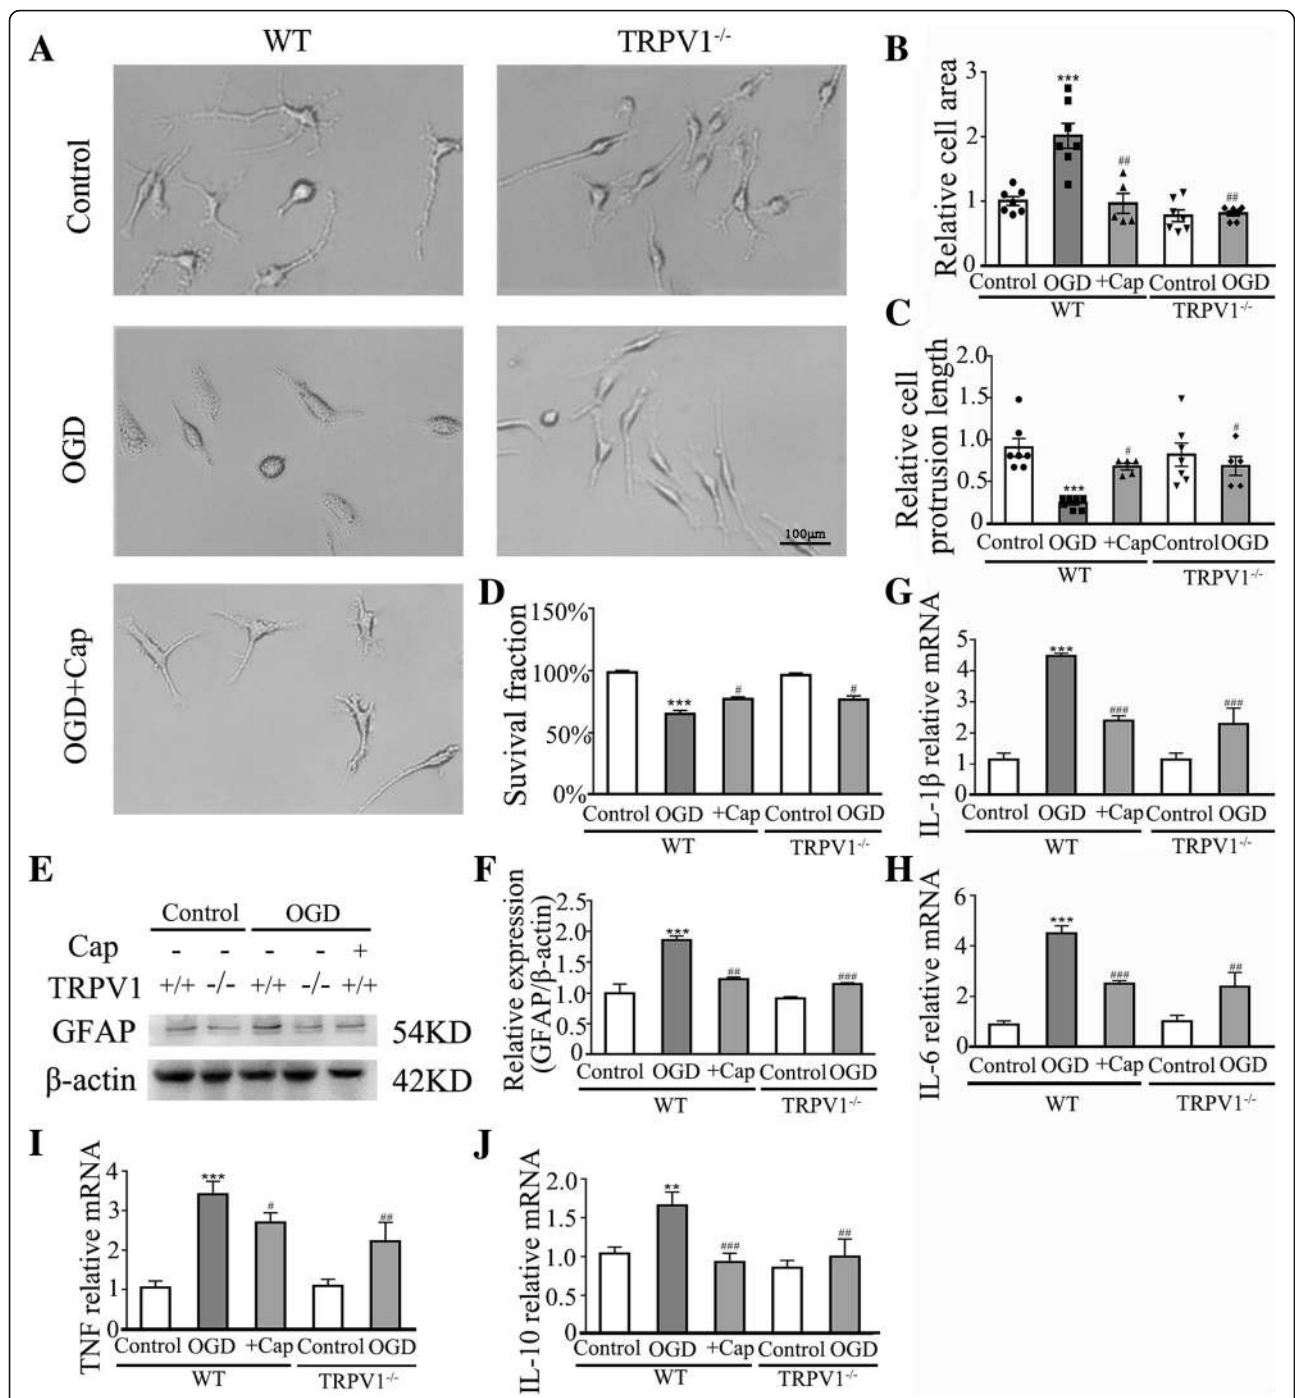 A
WT
TRPV1-/-
Control
OGD
OGD+Cap
100μm
B
Relative cell area
3
2
1
0
***
##
##
Control OGD +Cap Control OGD
WT TRPV1-/-
C
Relative cell
protrusion length
2.0
1.5
1.0
0.5
0
***
#
#
Control OGD +Cap Control OGD
WT TRPV1-/-
D
Suvival fraction
150%
100%
50%
0%
***
#
#
Control OGD +Cap Control OGD
WT TRPV1-/-
E
Control OGD
Cap - - - - +
TRPV1 +/+ -/- +/+ -/- +/+
GFAP 54KD
β-actin 42KD
F
Relative expression
(GFAP/β-actin)
2.5
2.0
1.5
1.0
0.5
0
***
##
###
Control OGD +Cap Control OGD
WT TRPV1-/-
G
IL-1β relative mRNA
5
4
3
2
1
0
***
###
###
Control OGD +Cap Control OGD
WT TRPV1-/-
H
IL-6 relative mRNA
6
4
2
0
***
###
##
Control OGD +Cap Control OGD
WT TRPV1-/-
I
TNF relative mRNA
4
3
2
1
0
***
#
##
Control OGD +Cap Control OGD
WT TRPV1-/-
J
IL-10 relative mRNA
2.0
1.5
1.0
0.5
0
**
###
##
Control OGD +Cap Control OGD
WT TRPV1-/-